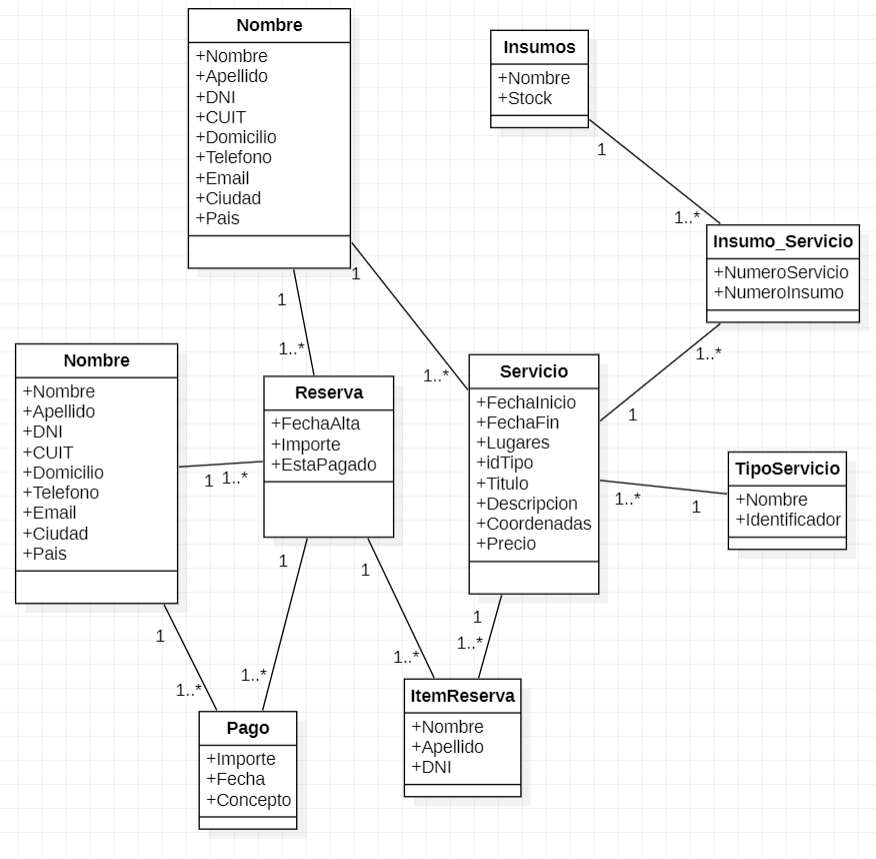 Nombre
+Nombre
+Apellido
+DNI
+CUIT
+Domicilio
+Telefono
+Email
+Ciudad
+Pais
Insumos
+Nombre
+Stock
1
1..*
Insumo_Servicio
+NumeroServicio
+NumeroInsumo
1
1
1..*
1..*
1..*
1
Nombre
+Nombre
+Apellido
+DNI
+CUIT
+Domicilio
+Telefono
+Email
+Ciudad
+Pais
Reserva
+FechaAlta
+Importe
+EstaPagado
1
1..*
Servicio
+FechaInicio
+FechaFin
+Lugares
+idTipo
+Titulo
+Descripcion
+Coordenadas
+Precio
1..*
1
TipoServicio
+Nombre
+Identificador
1
1
1
1
1..*
1..*
1..*
1..*
Pago
+Importe
+Fecha
+Concepto
ItemReserva
+Nombre
+Apellido
+DNI